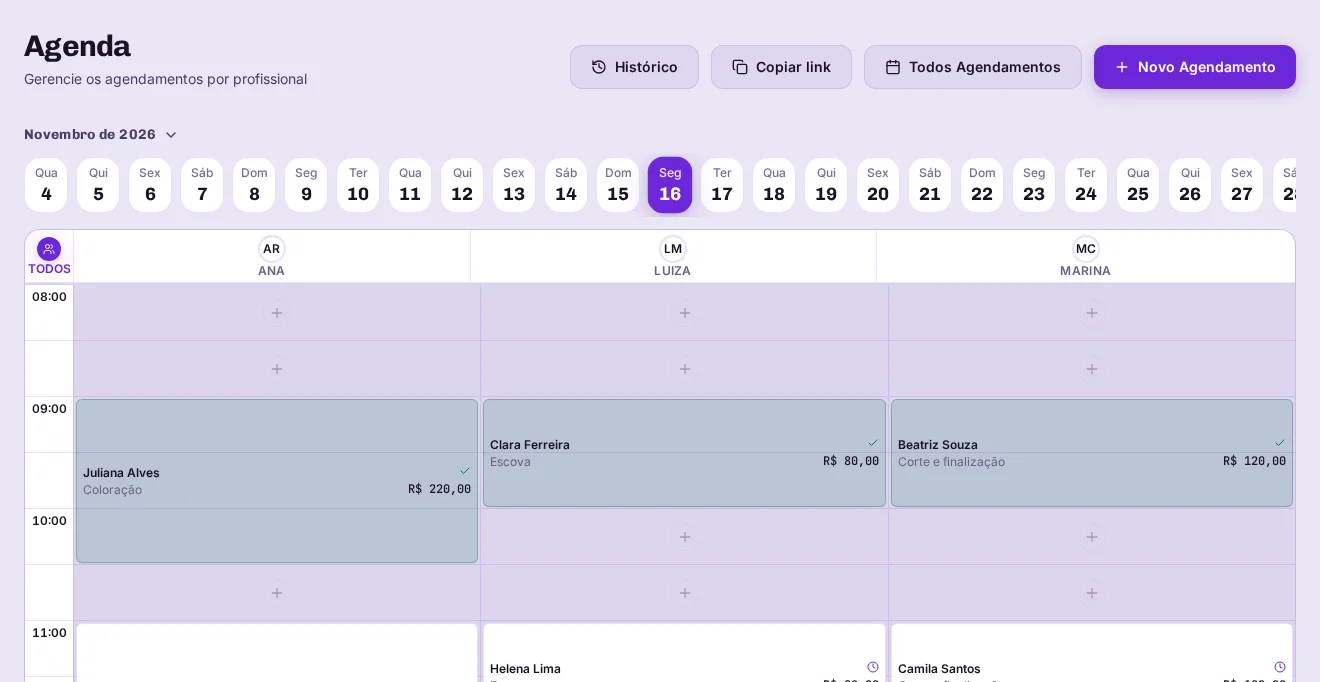 Agenda
Gerencie os agendamentos por profissional
Histórico
Copiar link
Todos Agendamentos
Novo Agendamento
Novembro de 2026
Qua 4
Qui 5
Sex 6
Sáb 7
Dom 8
Seg 9
Ter 10
Qua 11
Qui 12
Sex 13
Sáb 14
Dom 15
Seg 16
Ter 17
Qua 18
Qui 19
Sex 20
Sáb 21
Dom 22
Seg 23
Ter 24
Qua 25
Qui 26
Sex 27
TODOS
AR
ANA
LM
LUIZA
MC
MARINA
08:00
09:00
Clara Ferreira
Escova R$ 80,00
Beatriz Souza
Corte e finalização R$ 120,00
Juliana Alves
Coloração R$ 220,00
10:00
11:00
Helena Lima
Camila Santos